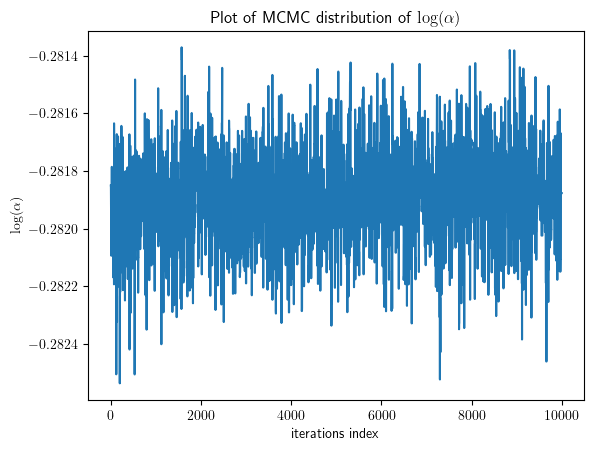 Plot of MCMC distribution of log(α)
−0.2814
−0.2816
−0.2818
−0.2820
−0.2822
−0.2824
log(α)
0 2000 4000 6000 8000 10000
iterations index